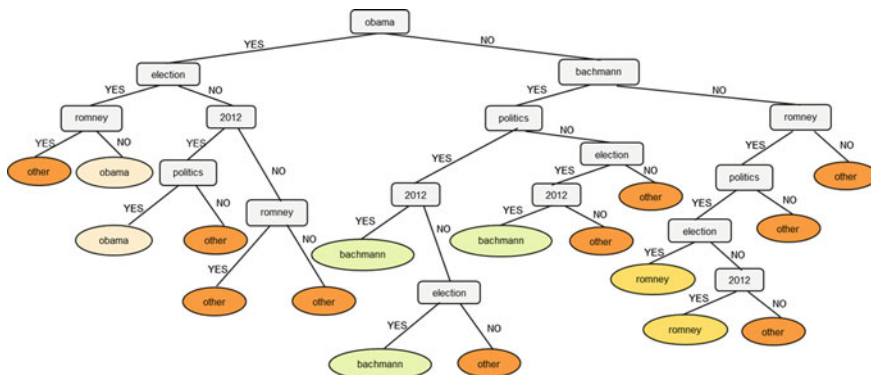 obama
YES
NO
election
bachmann
YES
NO
YES
NO
romney
2012
politics
romney
YES
NO
YES
NO
YES
NO
YES
NO
other
obama
politics
election
politics
other
YES
NO
NO
2012
YES
2012
NO
other
YES
NO
obama
other
romney
YES
NO
YES
NO
election
other
bachmann
bachmann
other
YES
NO
YES
NO
romney
2012
other
other
election
YES
NO
YES
NO
romney
other
bachmann
other